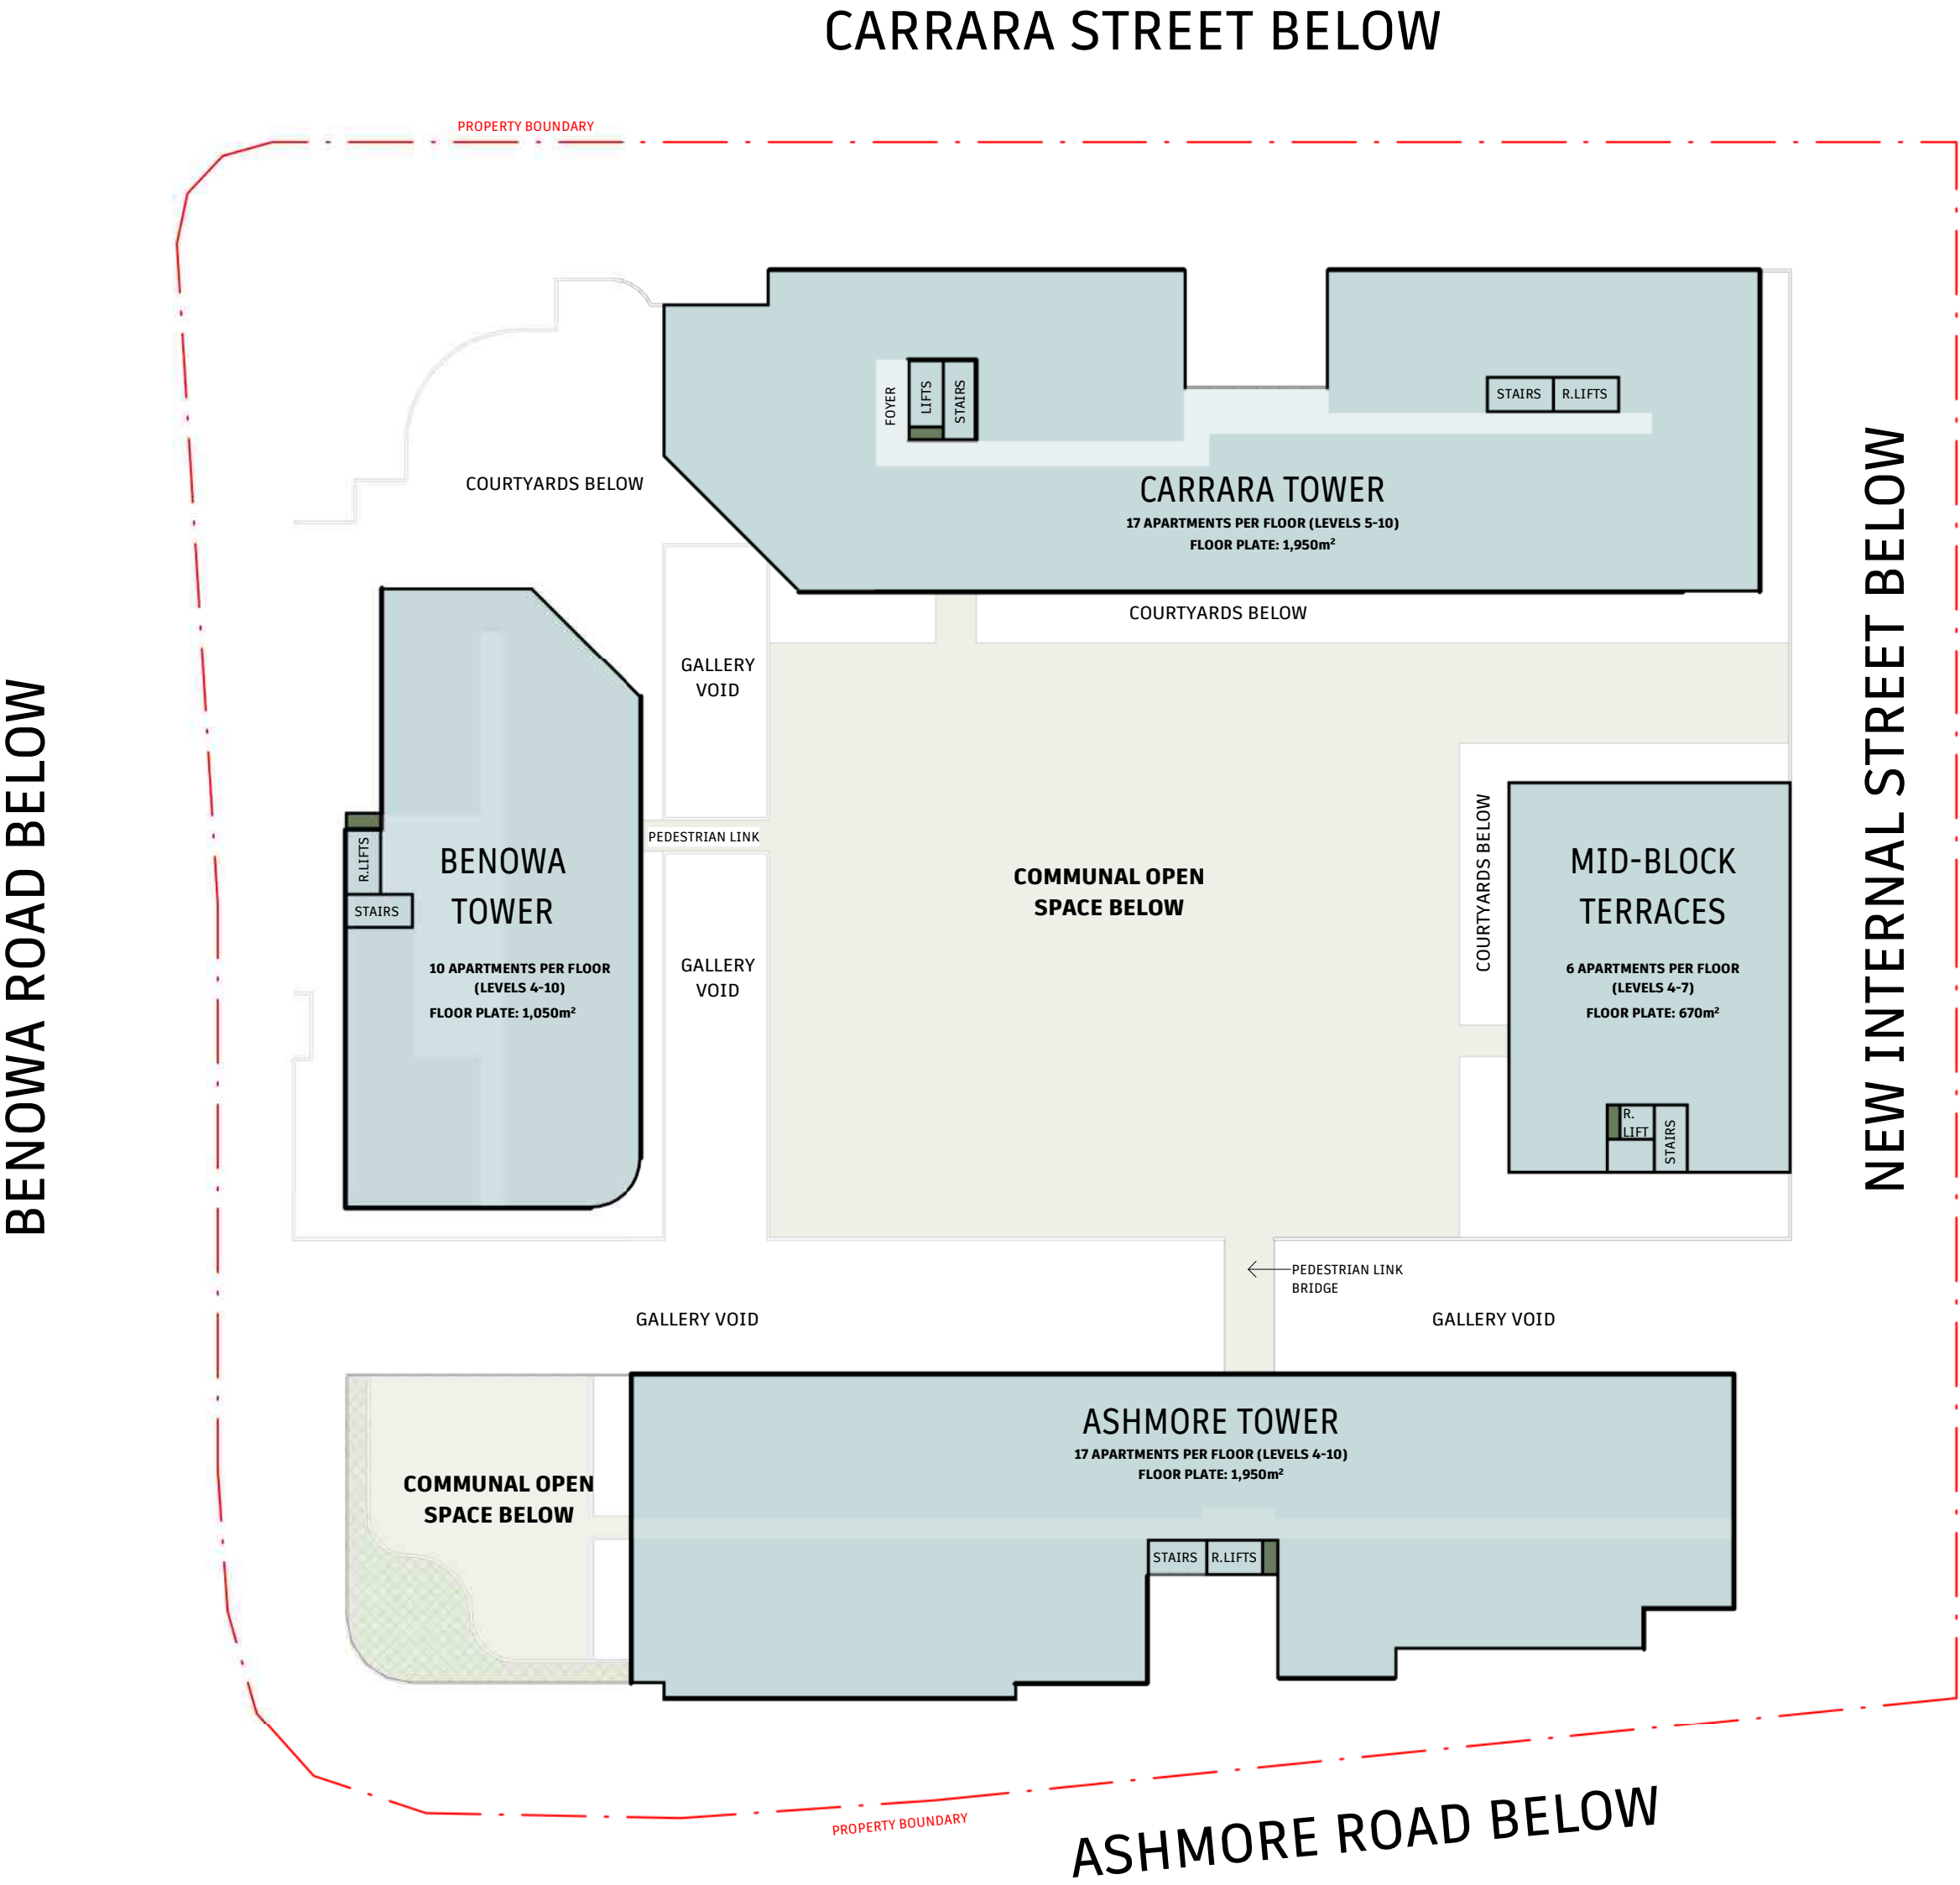 CARRARA STREET BELOW
PROPERTY BOUNDARY
FOYER
LIFTS
STAIRS
STAIRS
R.LIFTS
COURTYARDS BELOW
CARRARA TOWER
17 APARTMENTS PER FLOOR (LEVELS 5-10)
FLOOR PLATE: 1,950m²
COURTYARDS BELOW
NEW INTERNAL STREET BELOW
BENOWA ROAD BELOW
GALLERY
VOID
PEDESTRIAN LINK
R.LIFTS
STAIRS
BENOWA
TOWER
10 APARTMENTS PER FLOOR
(LEVELS 4-10)
FLOOR PLATE: 1,050m²
GALLERY
VOID
COMMUNAL OPEN
SPACE BELOW
COURTYARDS BELOW
MID-BLOCK
TERRACES
6 APARTMENTS PER FLOOR
(LEVELS 4-7)
FLOOR PLATE: 670m²
R.
LIFT
STAIRS
PEDESTRIAN LINK
BRIDGE
GALLERY VOID
GALLERY VOID
ASHMORE TOWER
17 APARTMENTS PER FLOOR (LEVELS 4-10)
FLOOR PLATE: 1,950m²
COMMUNAL OPEN
SPACE BELOW
STAIRS
R.LIFTS
PROPERTY BOUNDARY
ASHMORE ROAD BELOW